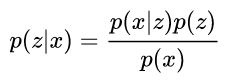 p(z|x) = p(x|z)p(z) / p(x)